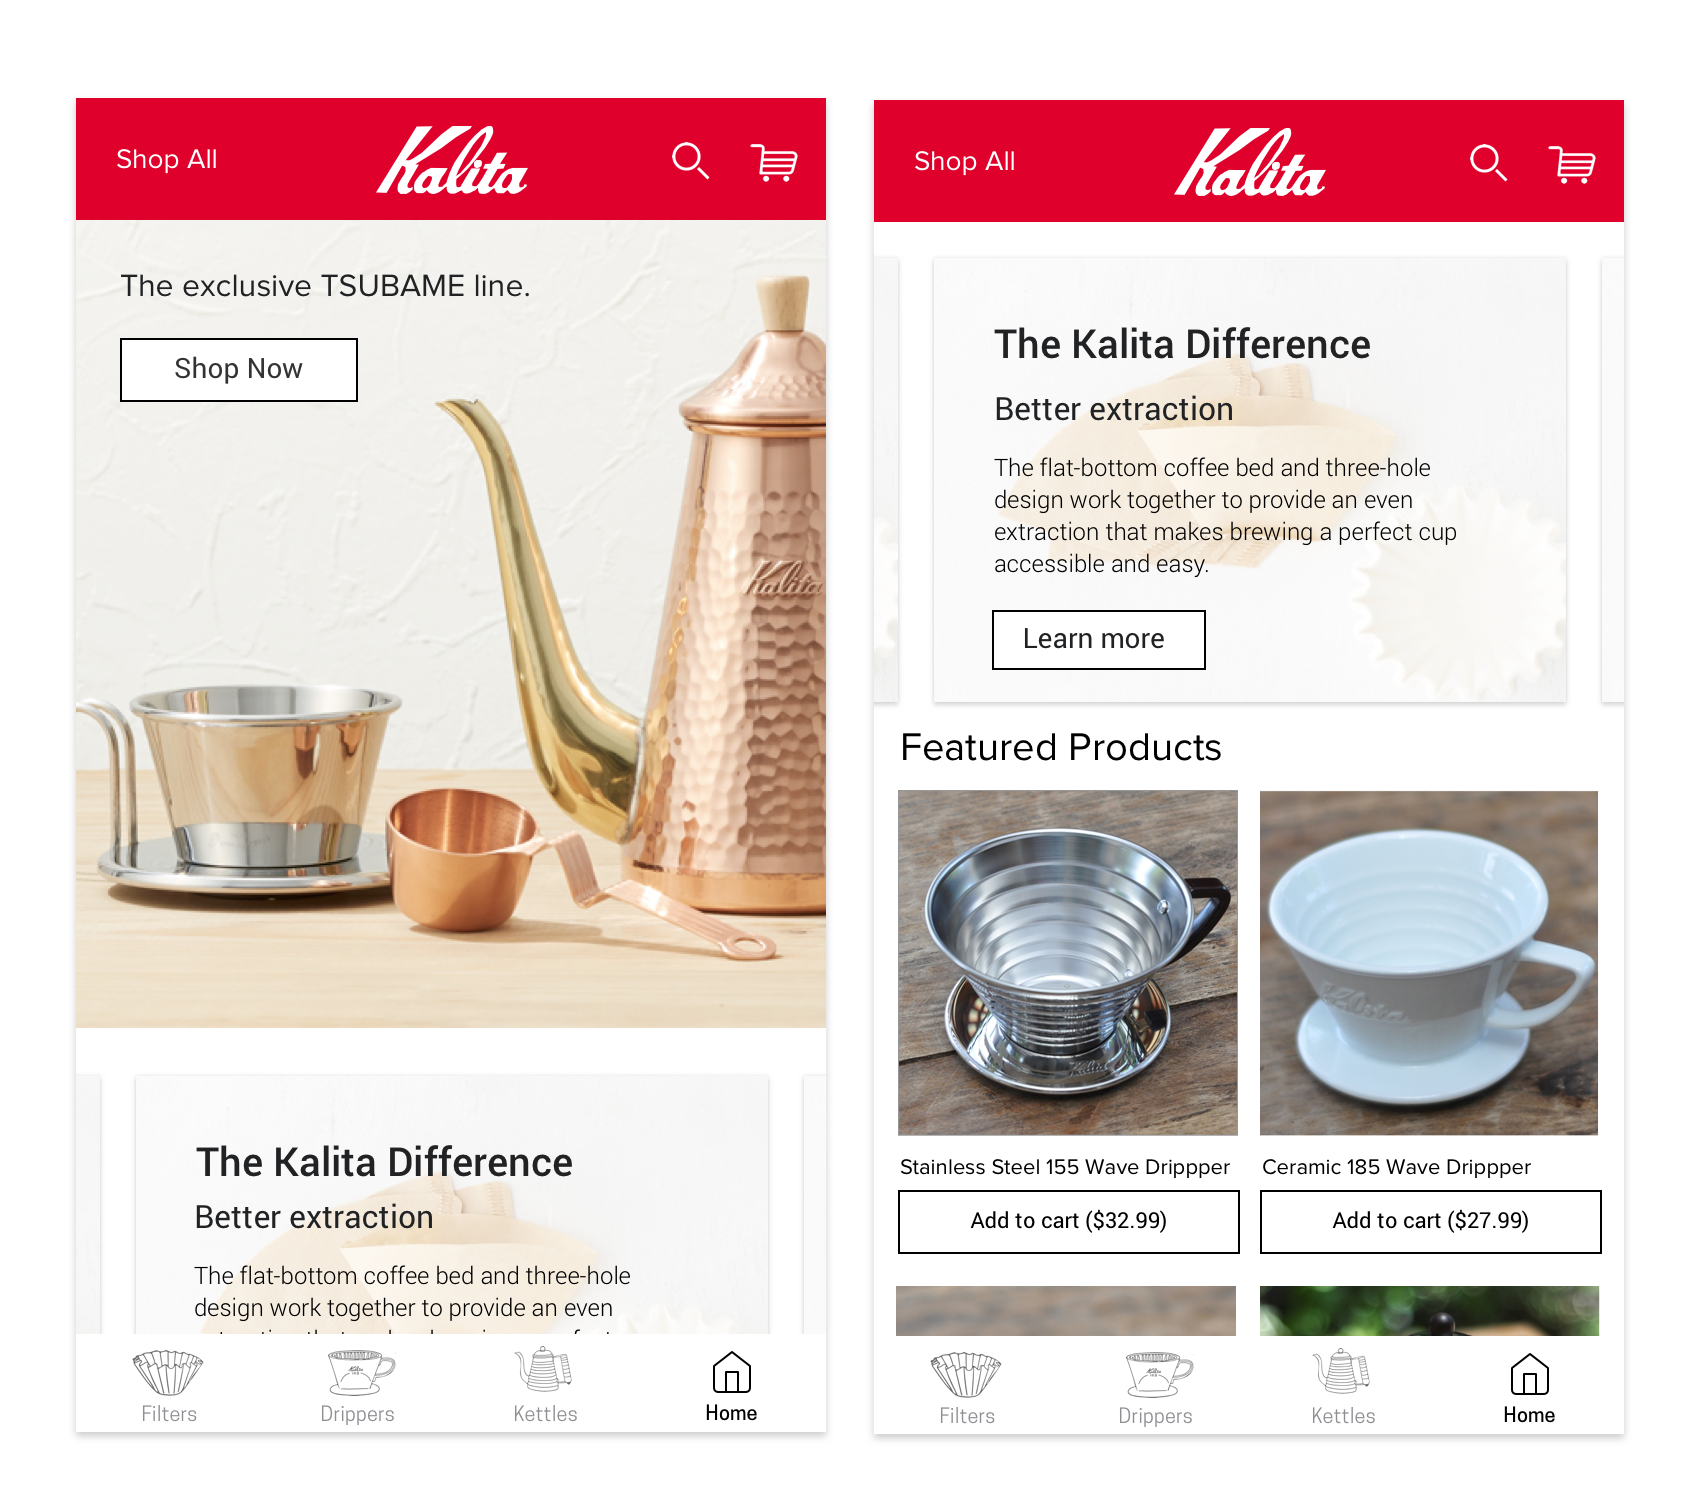 Shop All
Kalita
The exclusive TSUBAME line.
Shop Now
Kalita
The Kalita Difference
Better extraction
The flat-bottom coffee bed and three-hole
design work together to provide an even
Filters
Drippers
Kettles
Home
Shop All
Kalita
The Kalita Difference
Better extraction
The flat-bottom coffee bed and three-hole
design work together to provide an even
extraction that makes brewing a perfect cup
accessible and easy.
Learn more
Featured Products
Kalita
Kalita
Stainless Steel 155 Wave Drippper
Ceramic 185 Wave Drippper
Add to cart ($32.99)
Add to cart ($27.99)
Filters
Drippers
Kettles
Home